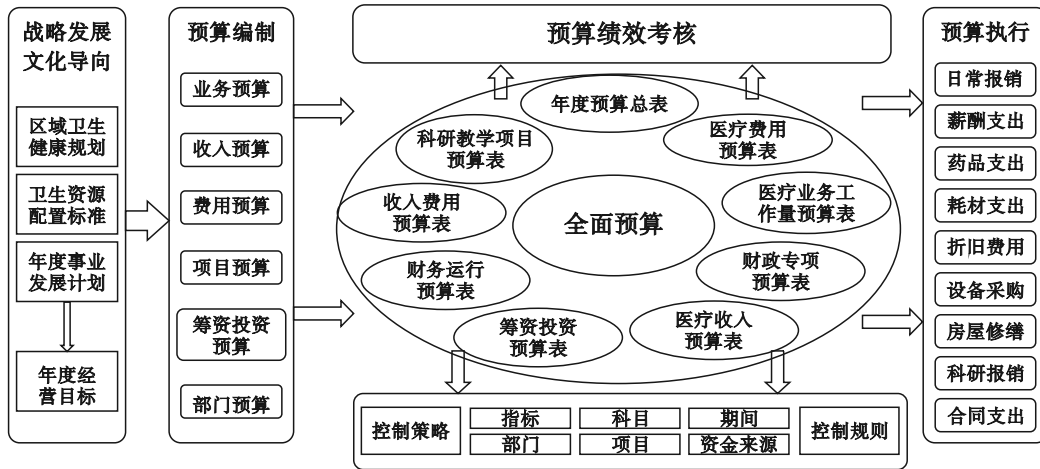 战略发展
文化导向
区域卫生
健康规划
卫生资源
配置标准
年度事业
发展计划
年度经
营目标
预算编制
业务预算
收入预算
费用预算
项目预算
筹资投资
预算
部门预算
预算绩效考核
年度预算总表
科研教学项目
预算表
医疗费用
预算表
收入费用
预算表
全面预算
医疗业务工
作量预算表
财务运行
预算表
财政专项
预算表
筹资投资
预算表
医疗收入
预算表
控制策略
指标
科目
期间
部门
项目
资金来源
控制规则
预算执行
日常报销
薪酬支出
药品支出
耗材支出
折旧费用
设备采购
房屋修缮
科研报销
合同支出